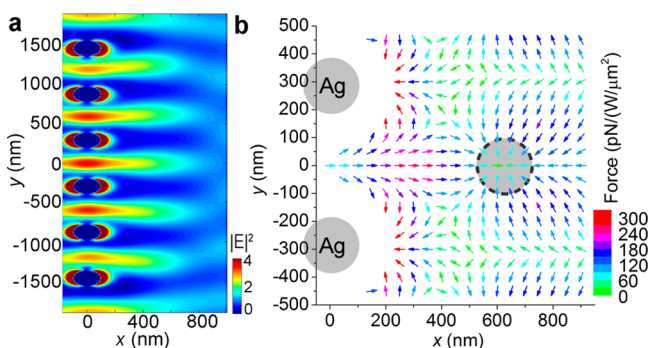 a
1500
1000
500
0
-500
-1000
-1500
y (nm)
0 400 800
x (nm)
|E|²
4
2
0
b
500
400
300
200
100
0
-100
-200
-300
-400
-500
y (nm)
Ag
Ag
0 200 400 600 800
x (nm)
Force (pN/(W/μm²)
300
240
180
120
60
0